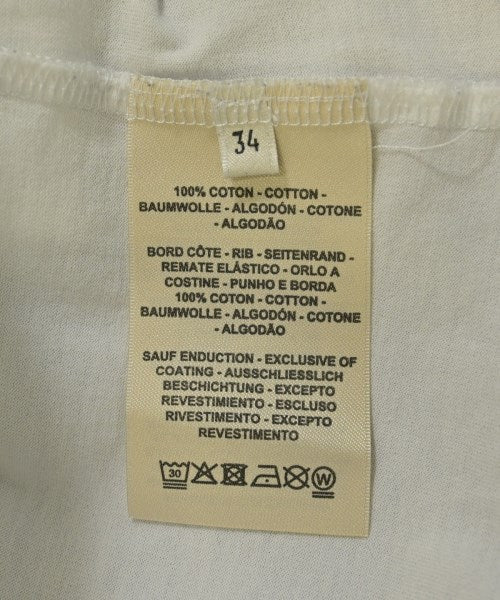 34
100% COTON - COTTON -
BAUMWOLLE - ALGODÓN - COTONE
- ALGODÃO
BORD CÔTE - RIB - SEITENRAND -
REMATE ELÁSTICO - ORLO A
COSTINE - PUNHO E BORDA
100% COTON - COTTON -
BAUMWOLLE - ALGODÓN - COTONE
- ALGODÃO
SAUF ENDUCTION - EXCLUSIVE OF
COATING - AUSSCHLIESSLICH
BESCHICHTUNG - EXCEPTO
REVESTIMIENTO - ESCLUSO
RIVESTIMENTO - EXCEPTO
REVESTIMENTO
30 W